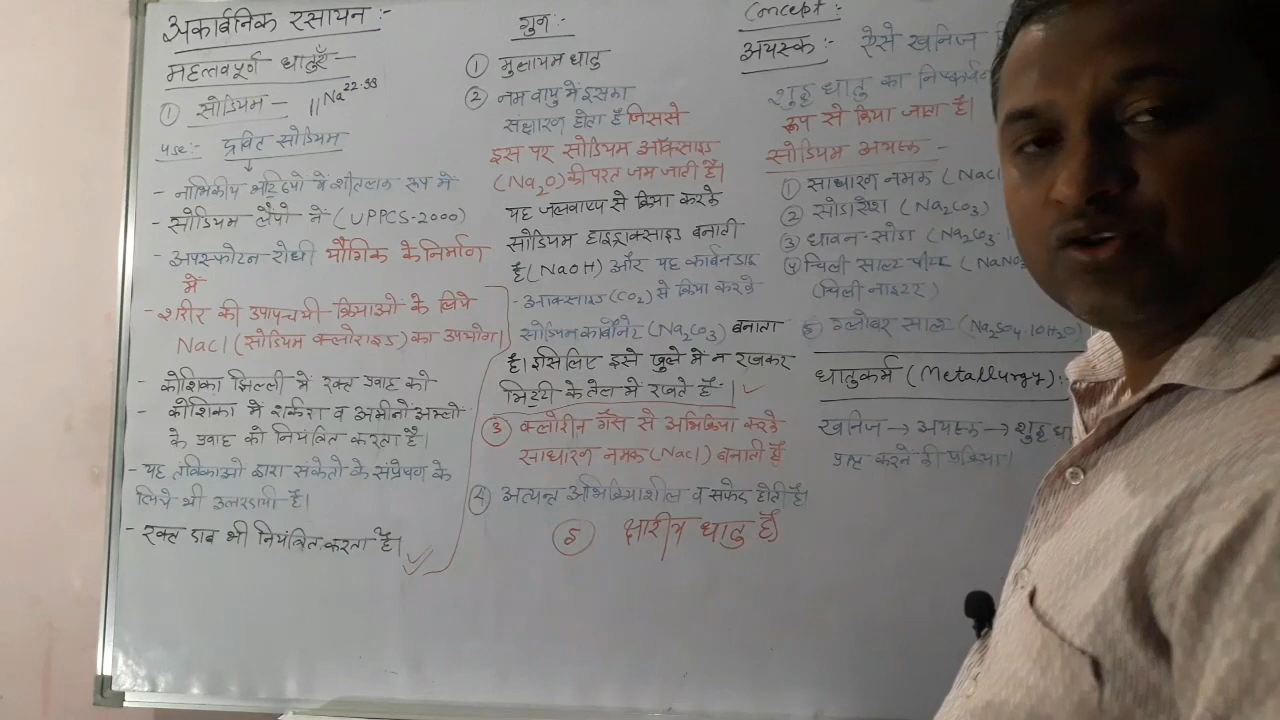 अकार्बनिक रसायन :-
महत्त्वपूर्ण धातुएँ -
① सोडियम - 11Na22.99
use:- द्रवित सोडियम
↓
- नाभिकीय भट्टियो में शीतलक रूप में
- सोडियम लैंपो में (UPPCS-2000)
- अपस्फोटन रोधी यौगिक के निर्माण
में
- शरीर की उपापचयी क्रियाओ के लिये
NaCl (सोडियम क्लोराइड) का उपयोग।
- कोशिका झिल्ली में रक्त प्रवाह को
- कोशिका में शर्करा व अमीनों अम्लो
के प्रवाह को नियंत्रित करता है।
- यह तंत्रिकाओ द्वारा संकेतो के संप्रेषण के
लिये भी उत्तरदायी है।
- रक्त दाब भी नियंत्रित करता है।
गुन :-
① मुलायम धातु
② नम वायु में इसका
संक्षारण होता है जिससे
इस पर सोडियम ऑक्साइड
(Na2O) की परत जम जाती है।
यह जलवाष्प से क्रिया करके
सोडियम हाइड्राक्साइड बनाती
है (NaOH) और यह कार्बन डाइ
- आक्साइड (CO2) से क्रिया करके
सोडियम कार्बोनेट (Na2CO3) बनाता
है। इसिलिए इसे खुले में न रखकर
मिट्टी के तेल में रखते हैं।
③ क्लोरीन गैस से अभिक्रिया करके
साधारण नमक (NaCl) बनाती है
④ अत्यन्त अभिक्रियाशील व सफेद होती है।
⑤ क्षारीय धातु है
Concept :-
अयस्क :- ऐसे खनिज
शुद्ध धातु का निष्कर्षन
रूप से किया जाता है।
सोडियम अयस्क -
① साधारण नमक (NaCl
② सोडा ऐश (Na2CO3)
③ धावन सोडा (Na2CO3.
④ चिली साल्ट पीटर (NaNO3
(चिली नाइटर)
⑤ ग्लोबर साल्ट (Na2SO4.10H2O)
धातुकर्म (Metallurgy):
खनिज → अयस्क → शुद्ध धा
प्राप्त करने की प्रक्रिया।